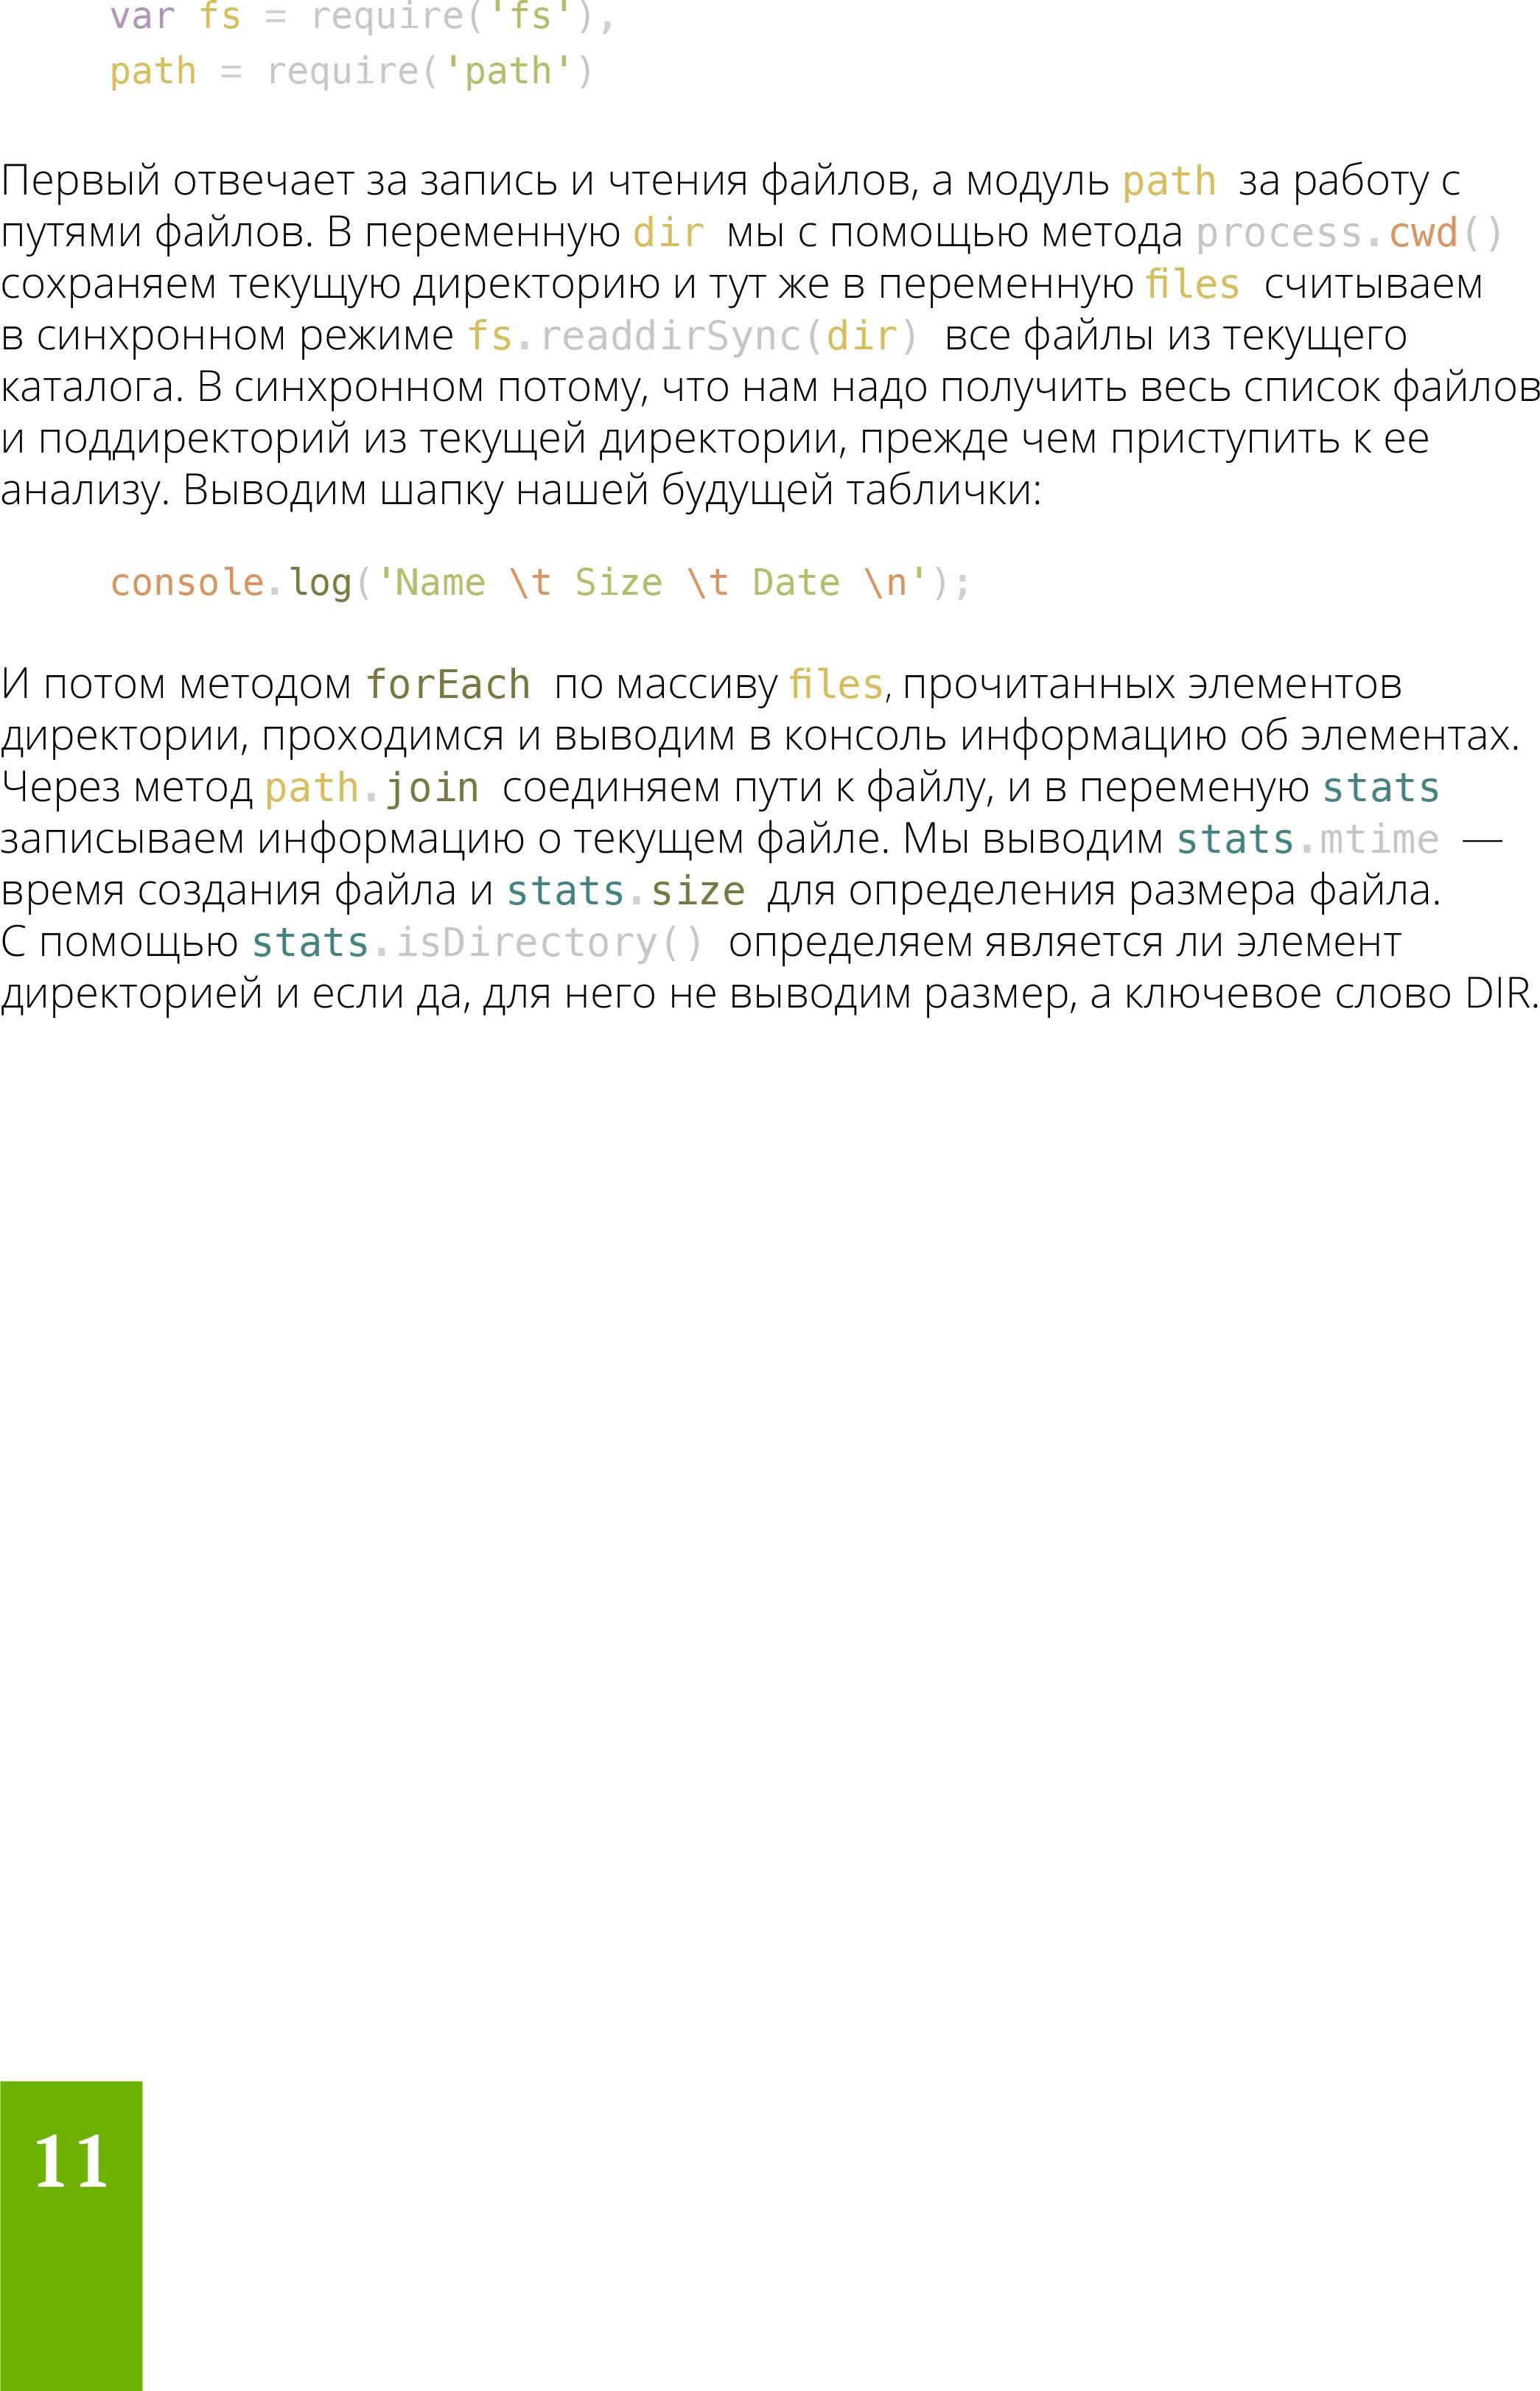 var fs = require('fs'),
path = require('path')
Первый отвечает за запись и чтения файлов, а модуль path за работу с
путями файлов. В переменную dir мы с помощью метода process.cwd()
сохраняем текущую директорию и тут же в переменную files считываем
в синхронном режиме fs.readdirSync(dir) все файлы из текущего
каталога. В синхронном потому, что нам надо получить весь список файлов
и поддиректорий из текущей директории, прежде чем приступить к ее
анализу. Выводим шапку нашей будущей таблички:
console.log('Name \t Size \t Date \n');
И потом методом forEach по массиву files, прочитанных элементов
директории, проходимся и выводим в консоль информацию об элементах.
Через метод path.join соединяем пути к файлу, и в переменую stats
записываем информацию о текущем файле. Мы выводим stats.mtime —
время создания файла и stats.size для определения размера файла.
С помощью stats.isDirectory() определяем является ли элемент
директорией и если да, для него не выводим размер, а ключевое слово DIR.
11